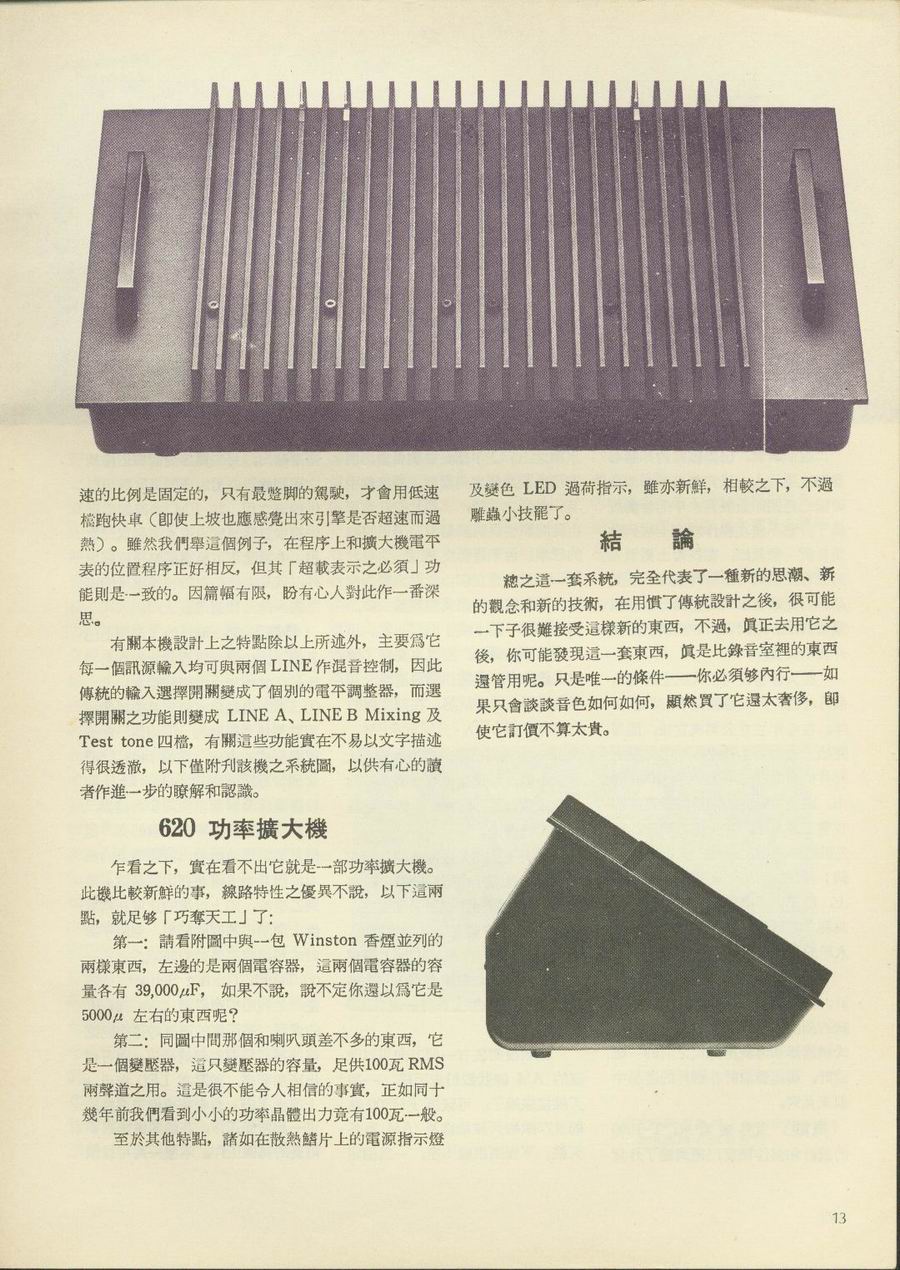 速的比例是固定的，只有最蹩脚的駕駛，才會用低速
檔跑快車（卽使上坡也應感覺出來引擎是否超速而過
熱）。雖然我們舉這個例子，在程序上和擴大機電平
表的位置程序正好相反，但其「超載表示之必須」功
能則是一致的。因篇幅有限，盼有心人對此作一番深
思。
有關本機設計上之特點除以上所述外，主要爲它
每一個訊源輸入均可與兩個 LINE 作混音控制，因此
傳統的輸入選擇開關變成了個別的電平調整器，而選
擇開關之功能則變成 LINE A、LINE B Mixing 及
Test tone 四檔，有關這些功能實在不易以文字描述
得很透澈，以下僅附刋該機之系統圖，以供有心的讀
者作進一步的瞭解和認識。
620 功率擴大機
乍看之下，實在看不出它就是一部功率擴大機。
此機比較新鮮的事，線路特性之優異不說，以下這兩
點，就足够「巧奪天工」了：
第一：請看附圖中與一包 Winston 香煙並列的
兩樣東西，左邊的是兩個電容器，這兩個電容器的容
量各有 39,000μF，如果不說，說不定你還以爲它是
5000μ 左右的東西呢？
第二：同圖中間那個和喇叭頭差不多的東西，它
是一個變壓器，這只變壓器的容量，足供100瓦 RMS
兩聲道之用。這是很不能令人相信的事實，正如同十
幾年前我們看到小小的功率晶體出力竟有100瓦一般。
至於其他特點，諸如在散熱鰭片上的電源指示燈
及變色 LED 過荷指示，雖亦新鮮，相較之下，不過
雕蟲小技罷了。
結論
總之這一套系統，完全代表了一種新的思潮、新
的觀念和新的技術，在用慣了傳統設計之後，很可能
一下子很難接受這樣新的東西，不過，眞正去用它之
後，你可能發現這一套東西，眞是比錄音室裡的東西
還管用呢。只是唯一的條件——你必須够內行——如
果只會談談音色如何如何，顯然買了它還太奢侈，卽
使它訂價不算太貴。
13